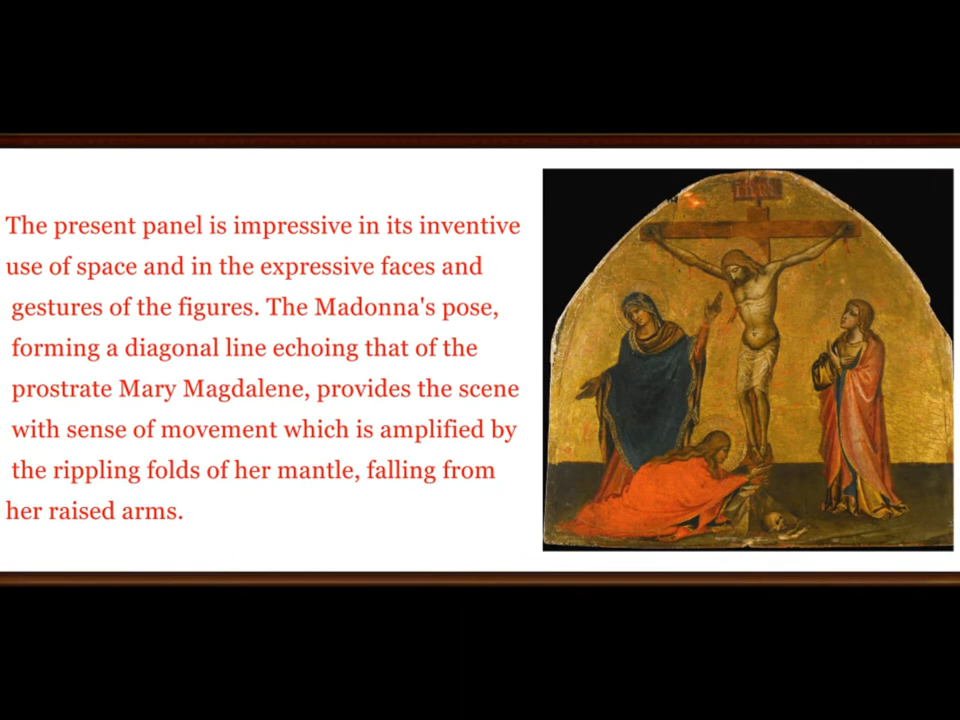 The present panel is impressive in its inventive
use of space and in the expressive faces and
gestures of the figures. The Madonna's pose,
forming a diagonal line echoing that of the
prostrate Mary Magdalene, provides the scene
with sense of movement which is amplified by
the rippling folds of her mantle, falling from
her raised arms.